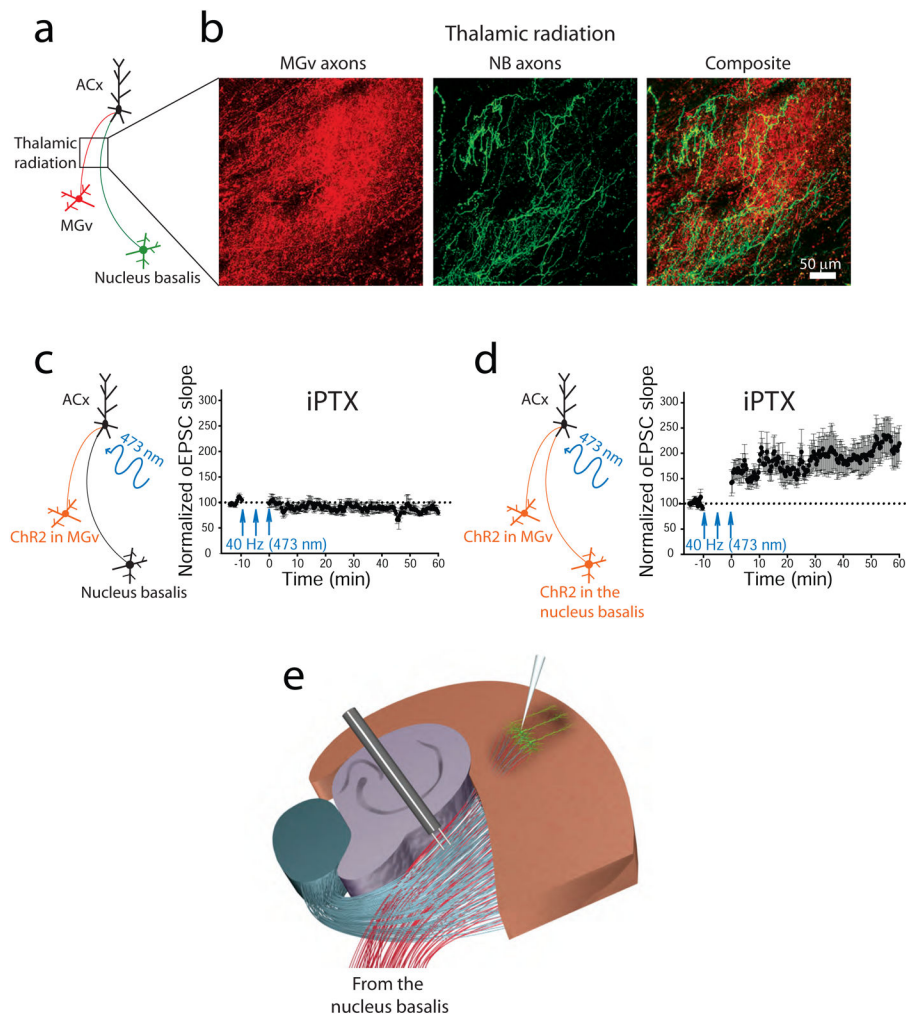 a
ACx
Thalamic
radiation
MGv
Nucleus basalis
b
Thalamic radiation
MGv axons
NB axons
Composite
50 μm
c
ACx
473 nm
ChR2 in MGv
Nucleus basalis
Normalized oEPSC slope
iPTX
300
250
200
150
100
50
0
40 Hz (473 nm)
-10 0 10 20 30 40 50 60
Time (min)
d
ACx
473 nm
ChR2 in MGv
ChR2 in the
nucleus basalis
Normalized oEPSC slope
iPTX
300
250
200
150
100
50
0
40 Hz (473 nm)
-10 0 10 20 30 40 50 60
Time (min)
e
From the
nucleus basalis